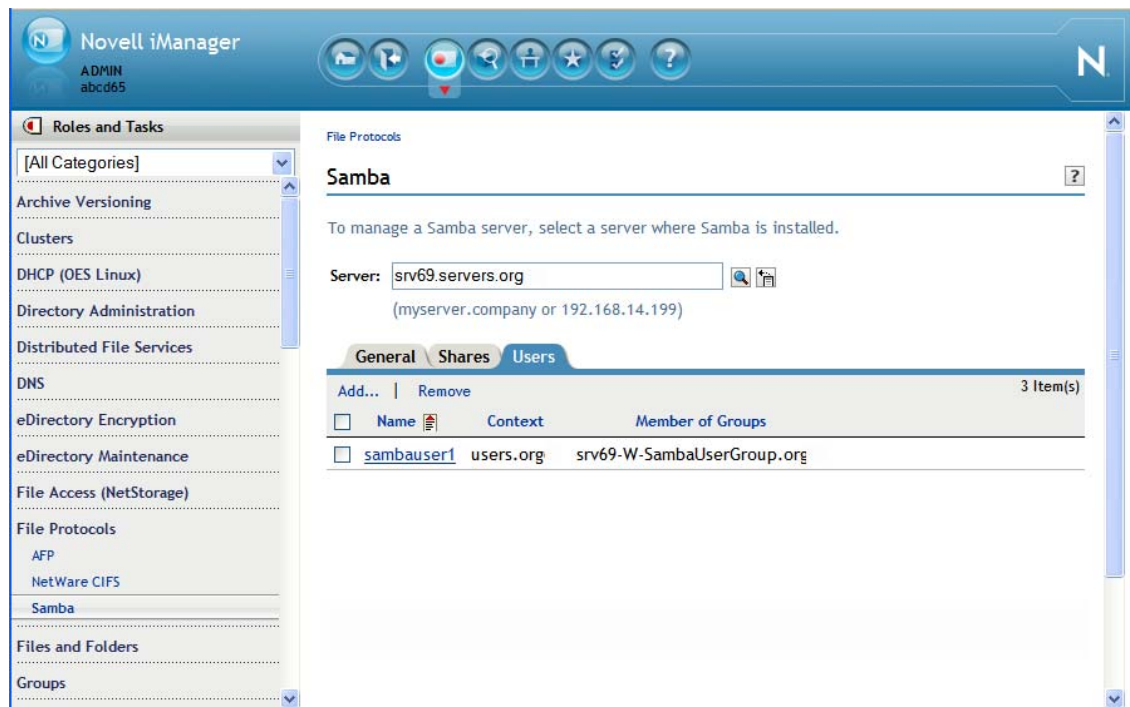 Novell iManager
ADMIN
abcd65
N
Roles and Tasks
[All Categories]
Archive Versioning
Clusters
DHCP (OES Linux)
Directory Administration
Distributed File Services
DNS
eDirectory Encryption
eDirectory Maintenance
File Access (NetStorage)
File Protocols
AFP
NetWare CIFS
Samba
Files and Folders
Groups
File Protocols
Samba
?
To manage a Samba server, select a server where Samba is installed.
Server: srv69.servers.org
(myserver.company or 192.168.14.199)
General Shares Users
Add... | Remove 3 Item(s)
Name Context Member of Groups
sambauser1 users.org srv69-W-SambaUserGroup.org